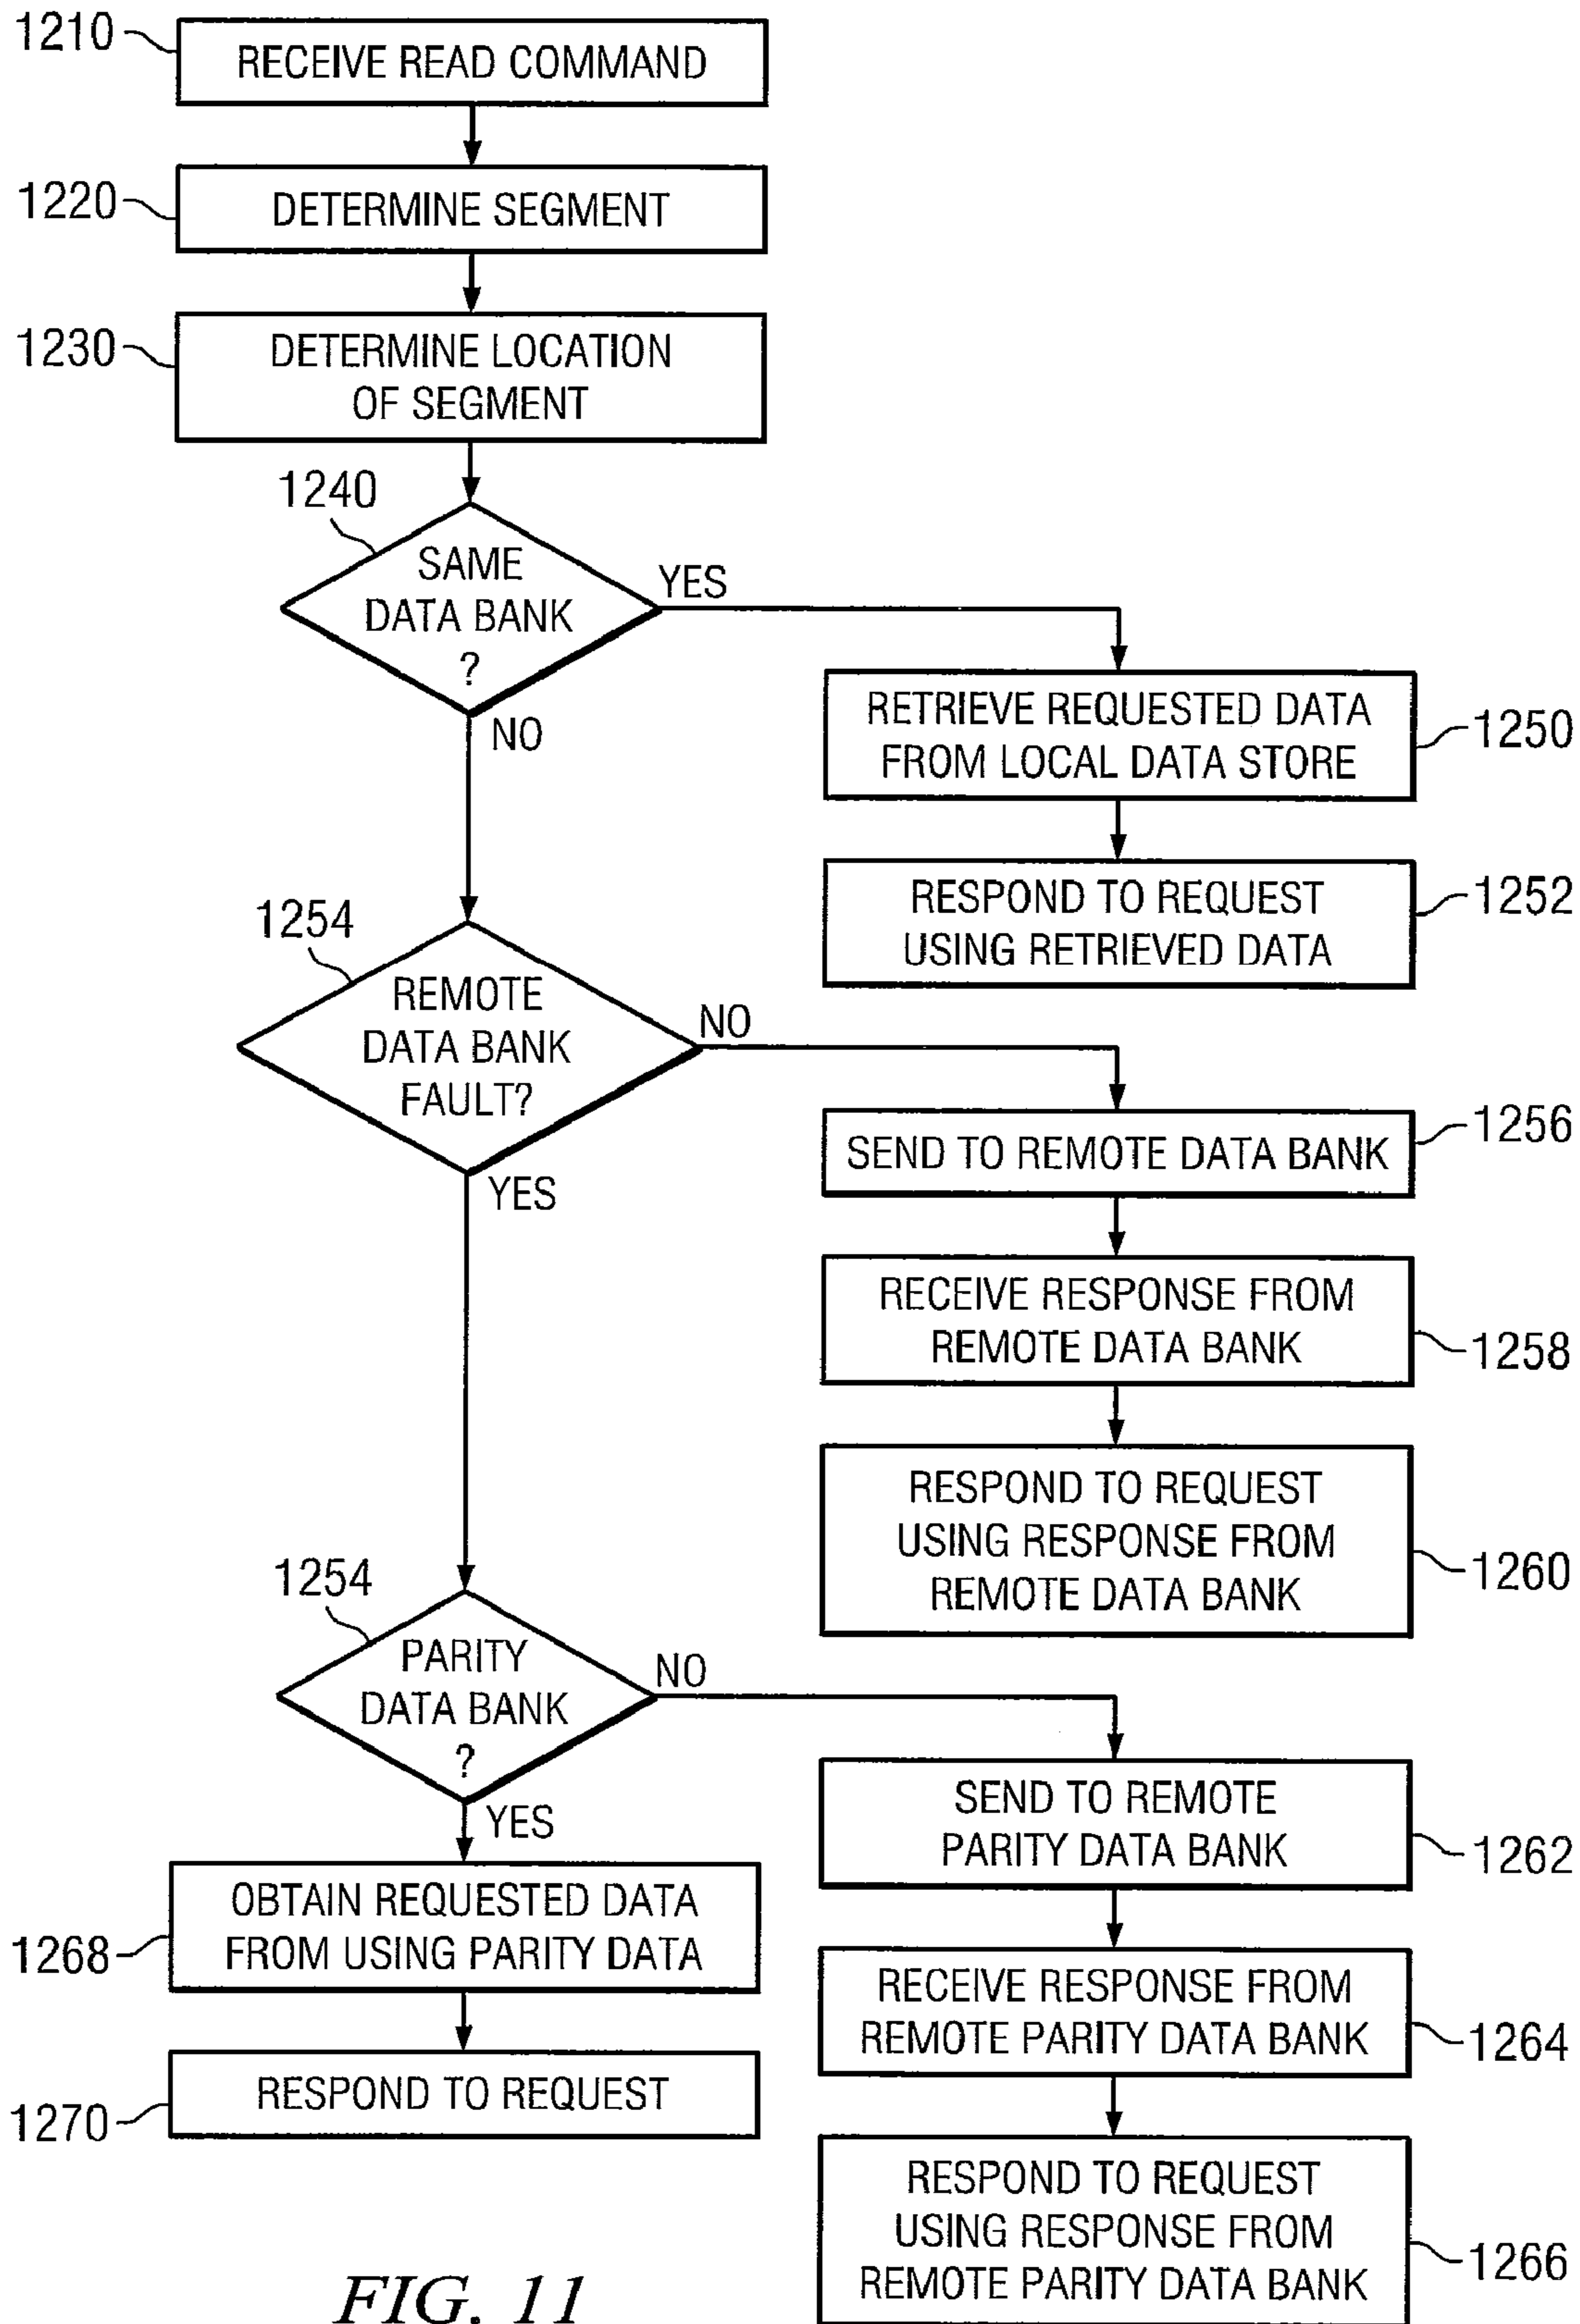 1210
RECEIVE READ COMMAND
1220
DETERMINE SEGMENT
1230
DETERMINE LOCATION
OF SEGMENT
1240
SAME
DATA BANK
?
YES
NO
RETRIEVE REQUESTED DATA
FROM LOCAL DATA STORE
1250
RESPOND TO REQUEST
USING RETRIEVED DATA
1252
1254
REMOTE
DATA BANK
FAULT?
NO
YES
SEND TO REMOTE DATA BANK
1256
RECEIVE RESPONSE FROM
REMOTE DATA BANK
1258
RESPOND TO REQUEST
USING RESPONSE FROM
REMOTE DATA BANK
1260
1254
PARITY
DATA BANK
?
NO
YES
SEND TO REMOTE
PARITY DATA BANK
1262
RECEIVE RESPONSE FROM
REMOTE PARITY DATA BANK
1264
RESPOND TO REQUEST
USING RESPONSE FROM
REMOTE PARITY DATA BANK
1266
OBTAIN REQUESTED DATA
FROM USING PARITY DATA
1268
RESPOND TO REQUEST
1270
FIG. 11